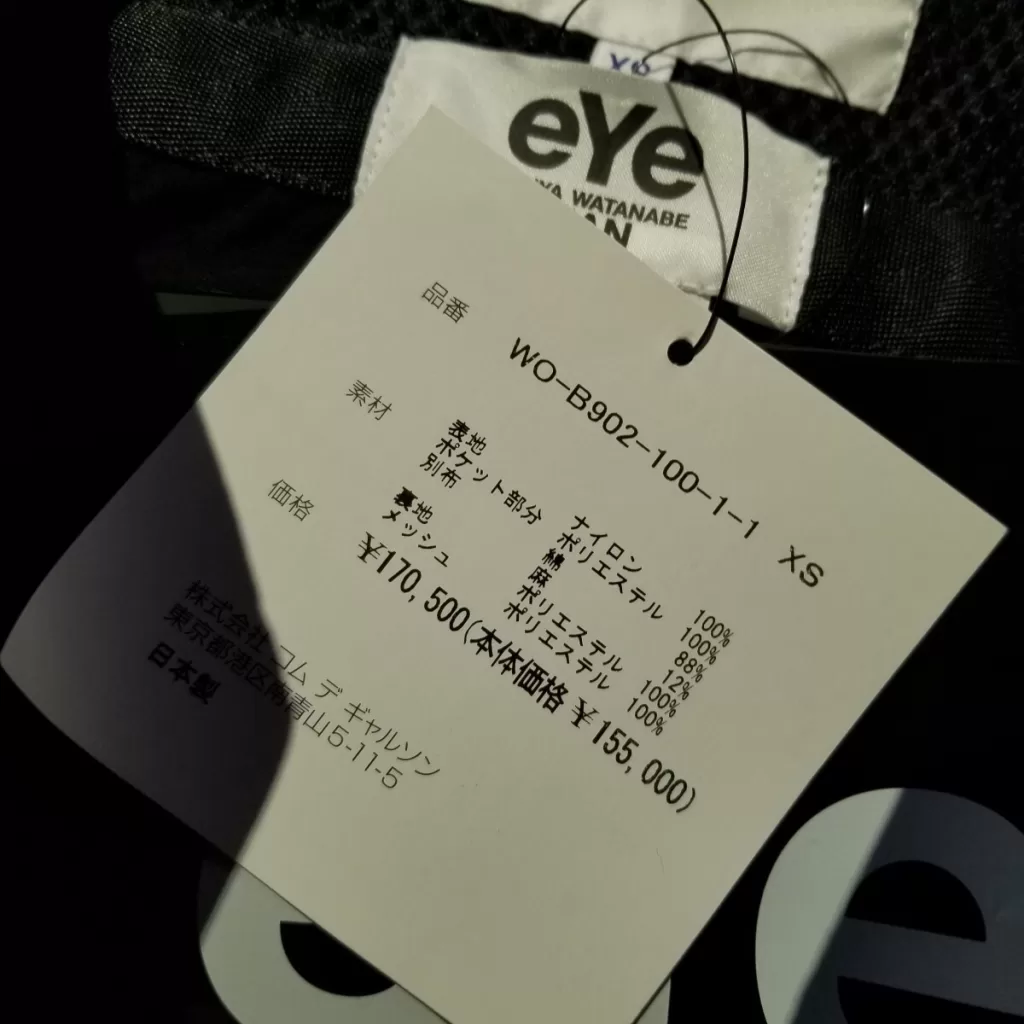 XS
eYe
YA WATANABE
AN
品番
WO-B902-100-1-1 XS
素材
表地 ナイロン 100%
ポケット部分 ポリエステル 100%
別布 綿 88%
麻 12%
裏地 ポリエステル 100%
メッシュ ポリエステル 100%
価格
¥170,500(本体価格 ¥155,000)
株式会社 コム デ ギャルソン
東京都港区南青山5-11-5
日本製
e
e